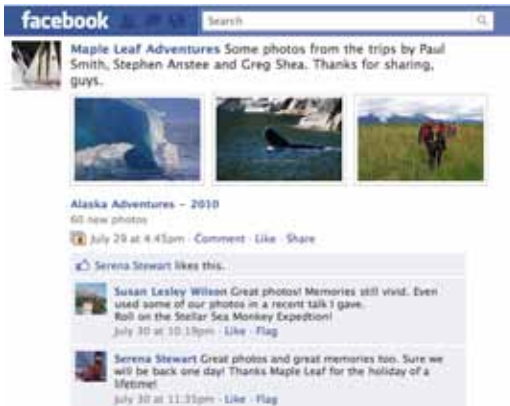 facebook
Search
Maple Leaf Adventures Some photos from the trips by Paul
Smith, Stephen Anstee and Greg Shea. Thanks for sharing,
guys.
Alaska Adventures - 2010
60 new photos
July 29 at 4:45pm · Comment · Like · Share
Serena Stewart likes this.
Susan Lesley Wilson Great photos! Memories still vivid. Even
used some of our photos in a recent talk I gave.
Roll on the Stellar Sea Monkey Expedtion!
July 30 at 10:19pm · Like · Flag
Serena Stewart Great photos and great memories too. Sure we
will be back one day! Thanks Maple Leaf for the holiday of a
lifetime!
July 30 at 11:35pm · Like · Flag